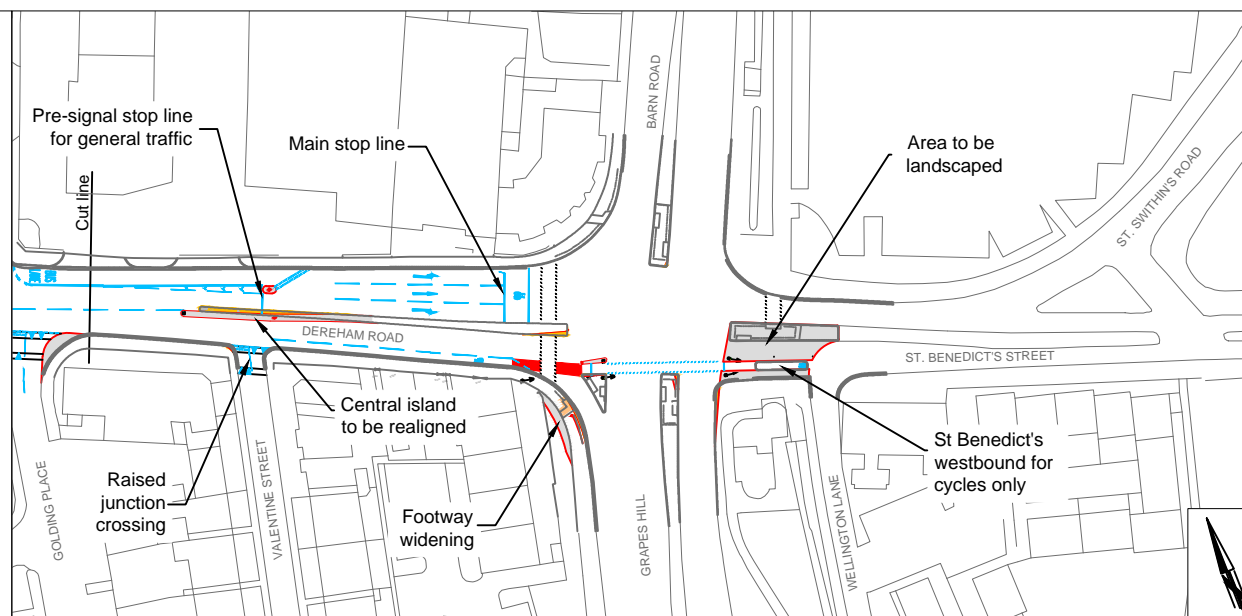 BARN ROAD
Pre-signal stop line
for general traffic
Main stop line
Area to be
landscaped
ST. SWITHIN'S ROAD
Cut line
DEREHAM ROAD
ST. BENEDICT'S STREET
Central island
to be realigned
St Benedict's
westbound for
cycles only
Raised
junction
crossing
Footway
widening
GOLDING PLACE
VALENTINE STREET
GRAPES HILL
WELLINGTON LANE